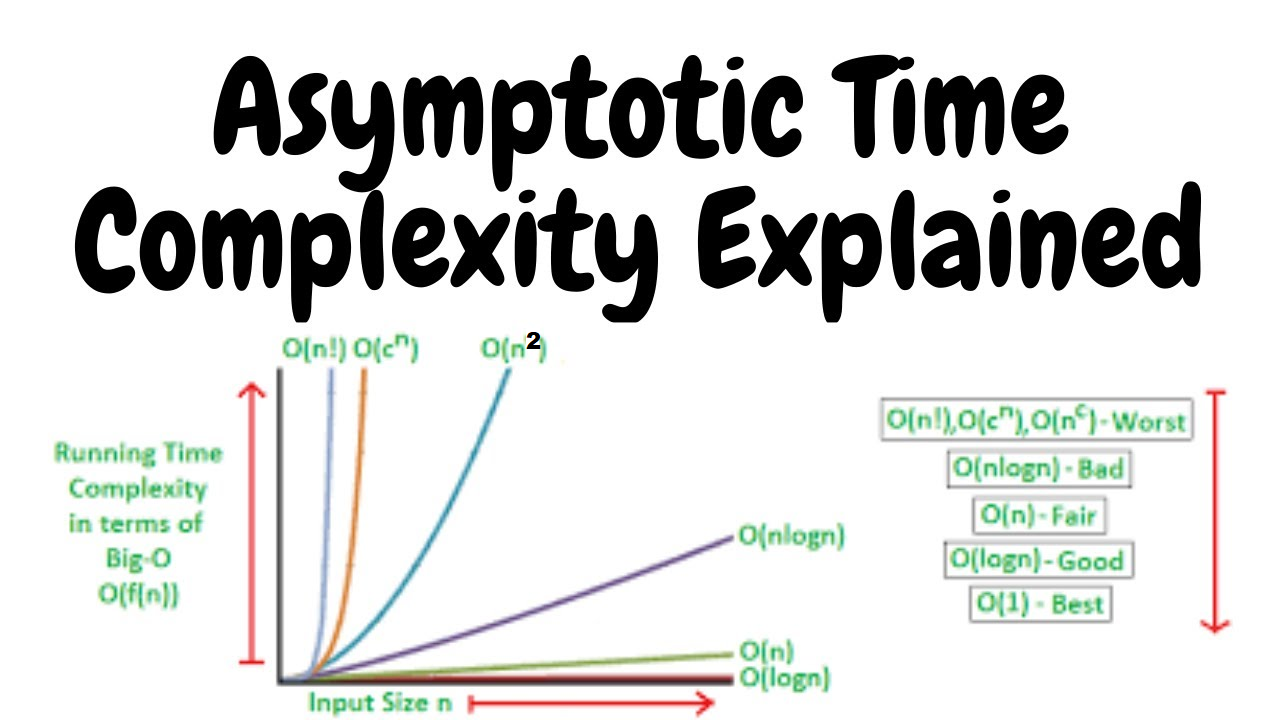 Asymptotic Time
Complexity Explained
O(n!) O(cⁿ) O(n²)
Running Time
Complexity
in terms of
Big-O
O(f(n))
O(nlogn)
O(n)
O(logn)
Input Size n
O(n!),O(cⁿ),O(nᶜ)-Worst
O(nlogn) - Bad
O(n)-Fair
O(logn)-Good
O(1) - Best